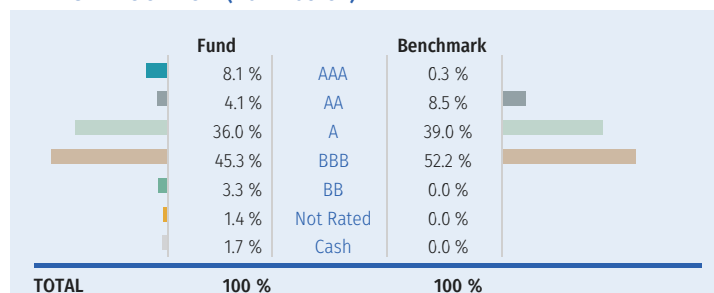 Fund Benchmark
8.1 % AAA 0.3 %
4.1 % AA 8.5 %
36.0 % A 39.0 %
45.3 % BBB 52.2 %
3.3 % BB 0.0 %
1.4 % Not Rated 0.0 %
1.7 % Cash 0.0 %
TOTAL 100 % 100 %